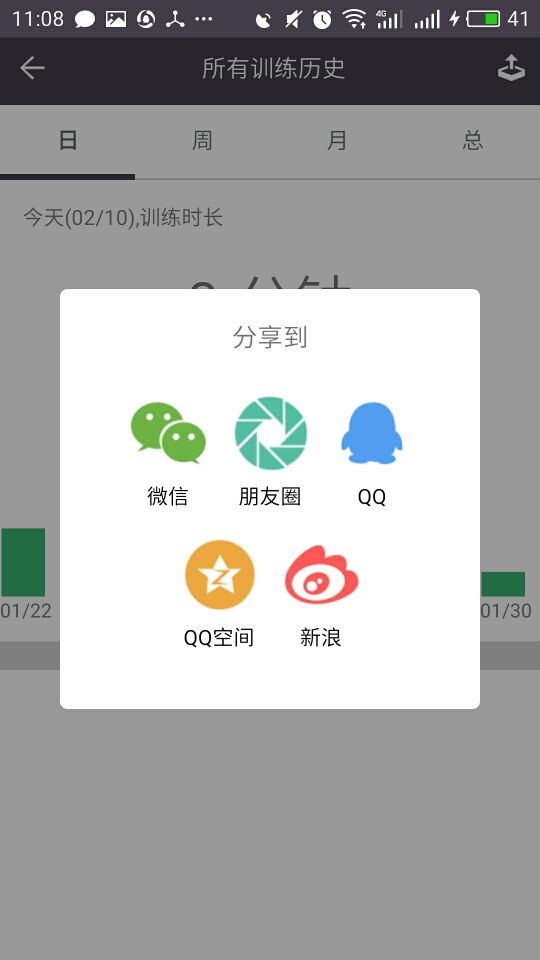 11:08
4G
41
所有训练历史
日 周 月 总
今天(02/10),训练时长
分享到
微信 朋友圈 QQ
QQ空间 新浪
01/22 01/30